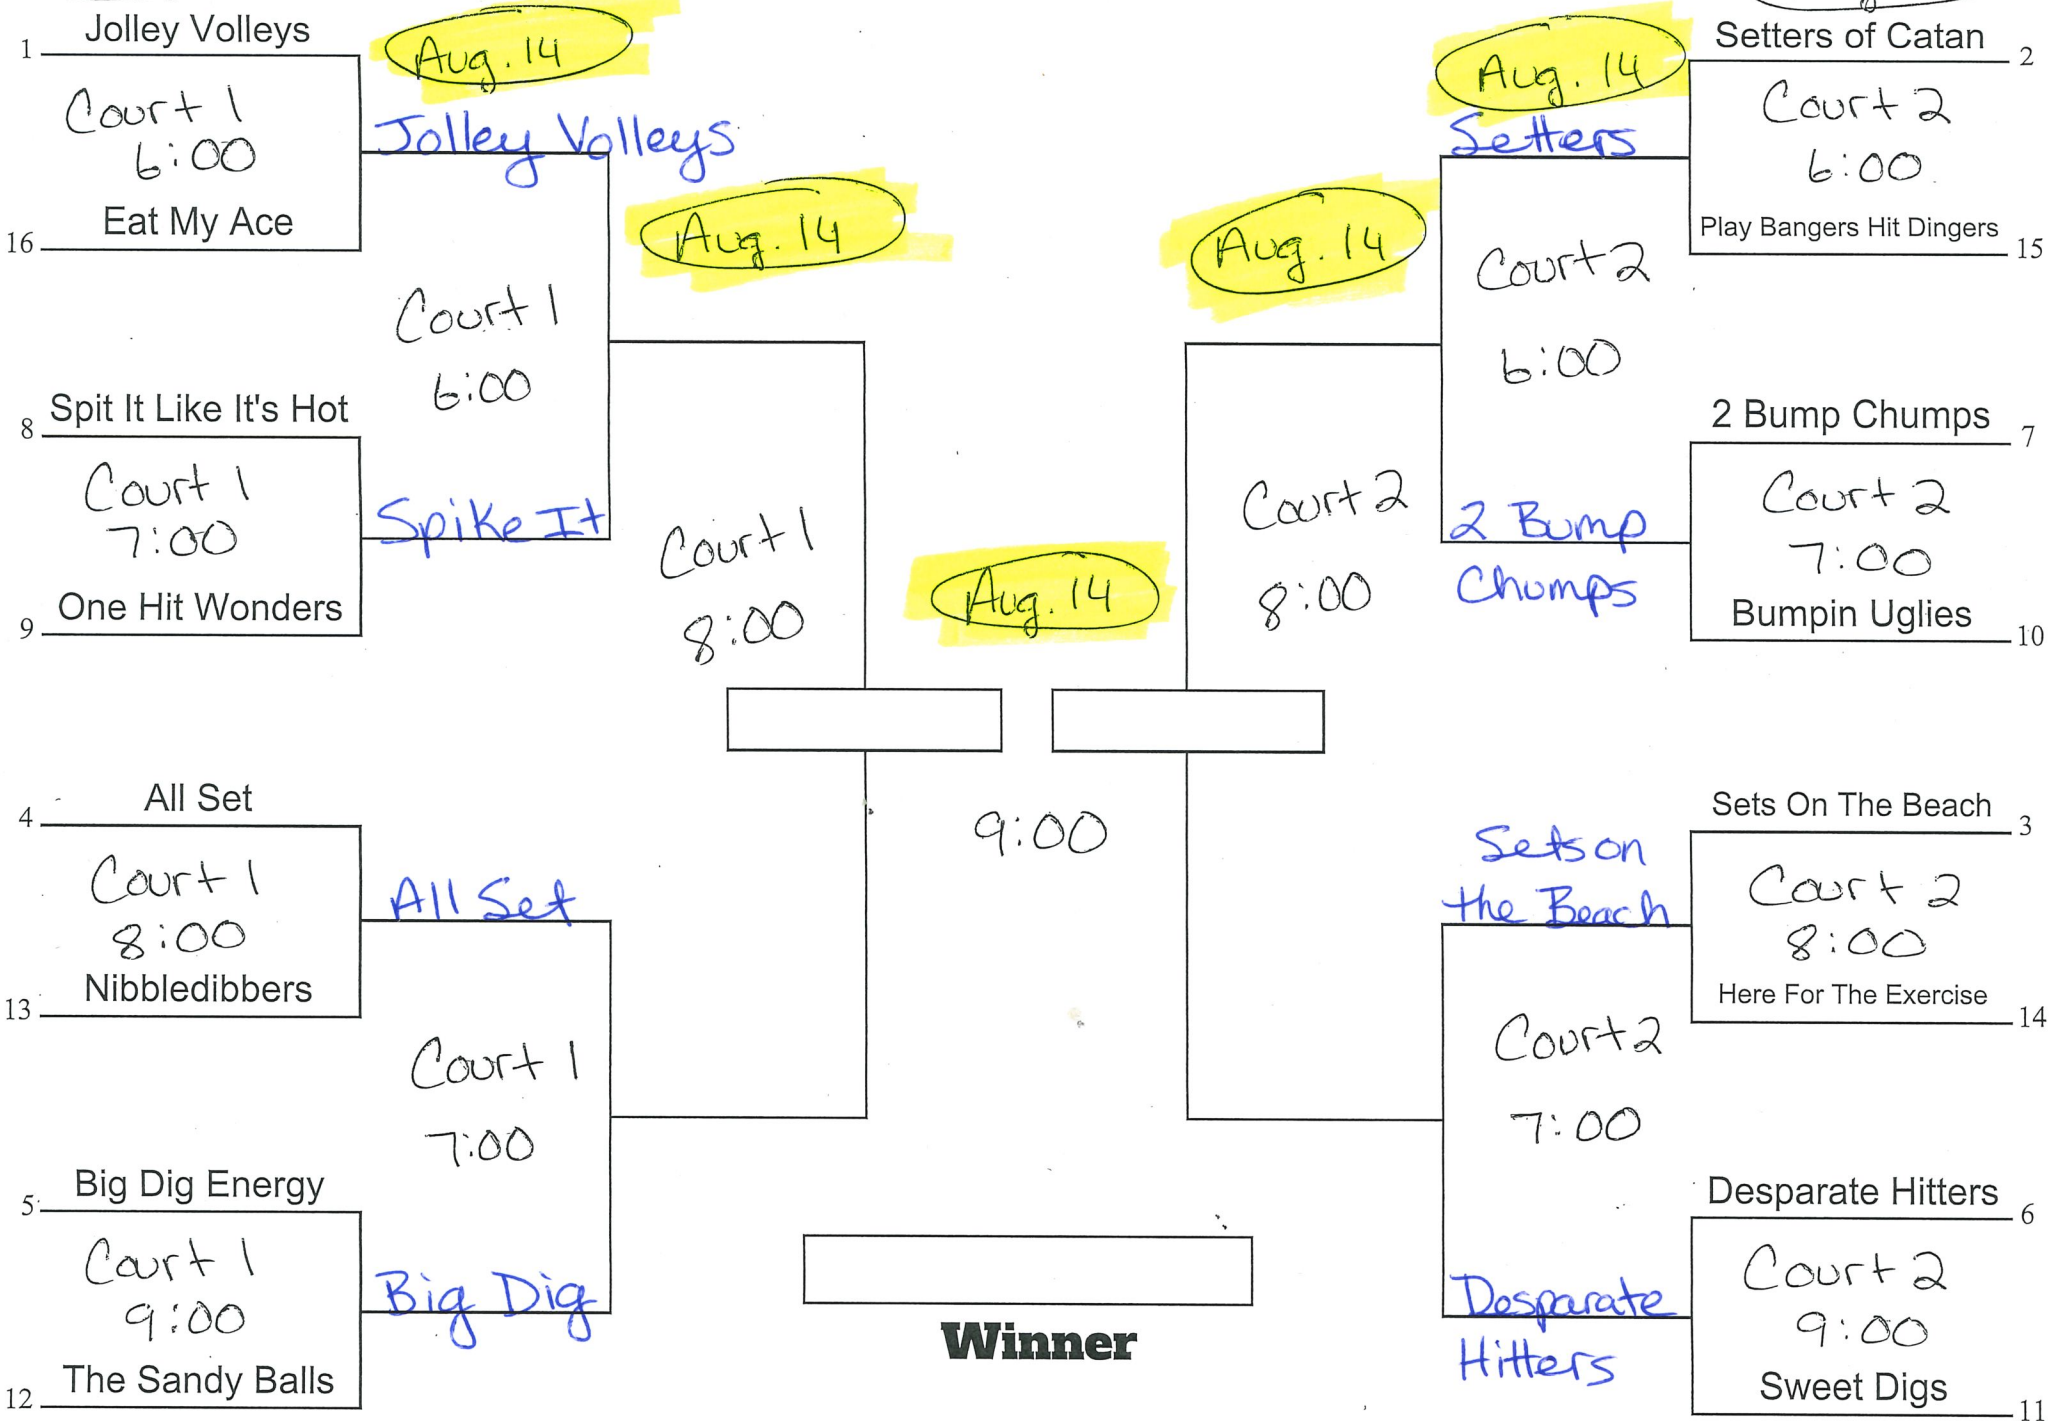 Jolley Volleys
1
Court 1
6:00
Eat My Ace
16
Spit It Like It's Hot
8
Court 1
7:00
One Hit Wonders
9
All Set
4
Court 1
8:00
Nibbledibbers
13
Big Dig Energy
5
Court 1
9:00
The Sandy Balls
12
Aug. 14
Jolley Volleys
Court 1
6:00
Spike It
All Set
Court 1
7:00
Big Dig
Aug. 14
Court 1
8:00
Aug. 14
9:00
Winner
Aug. 14
Court 2
8:00
Aug. 14
Setters
Court 2
6:00
2 Bump
Chumps
Sets on
the Beach
Court 2
7:00
Desparate
Hitters
Setters of Catan
2
Court 2
6:00
Play Bangers Hit Dingers
15
2 Bump Chumps
7
Court 2
7:00
Bumpin Uglies
10
Sets On The Beach
3
Court 2
8:00
Here For The Exercise
14
Desparate Hitters
6
Court 2
9:00
Sweet Digs
11